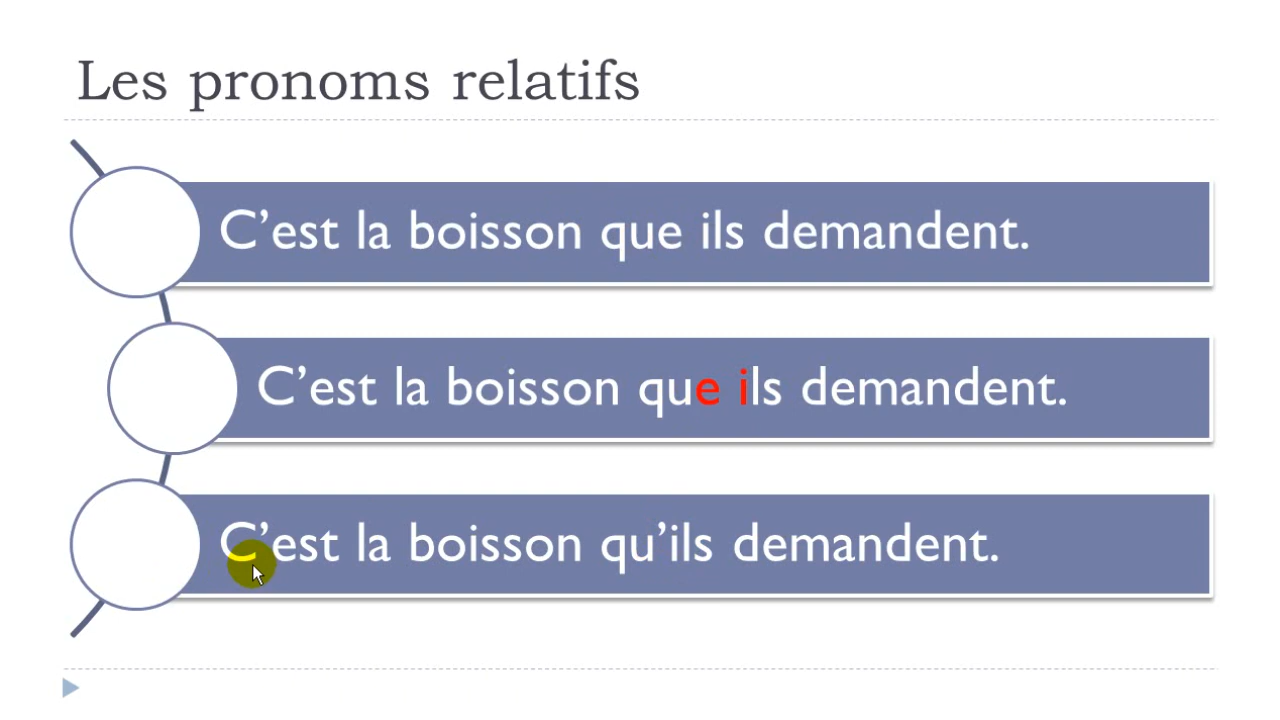 Les pronoms relatifs
C’est la boisson que ils demandent.
C’est la boisson que ils demandent.
C’est la boisson qu’ils demandent.